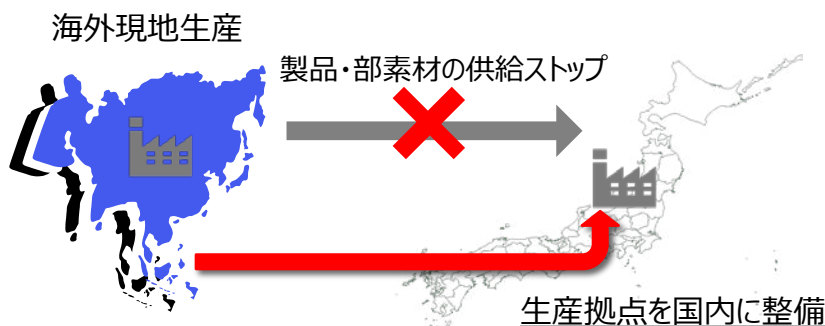 海外現地生産
製品・部素材の供給ストップ
生産拠点を国内に整備